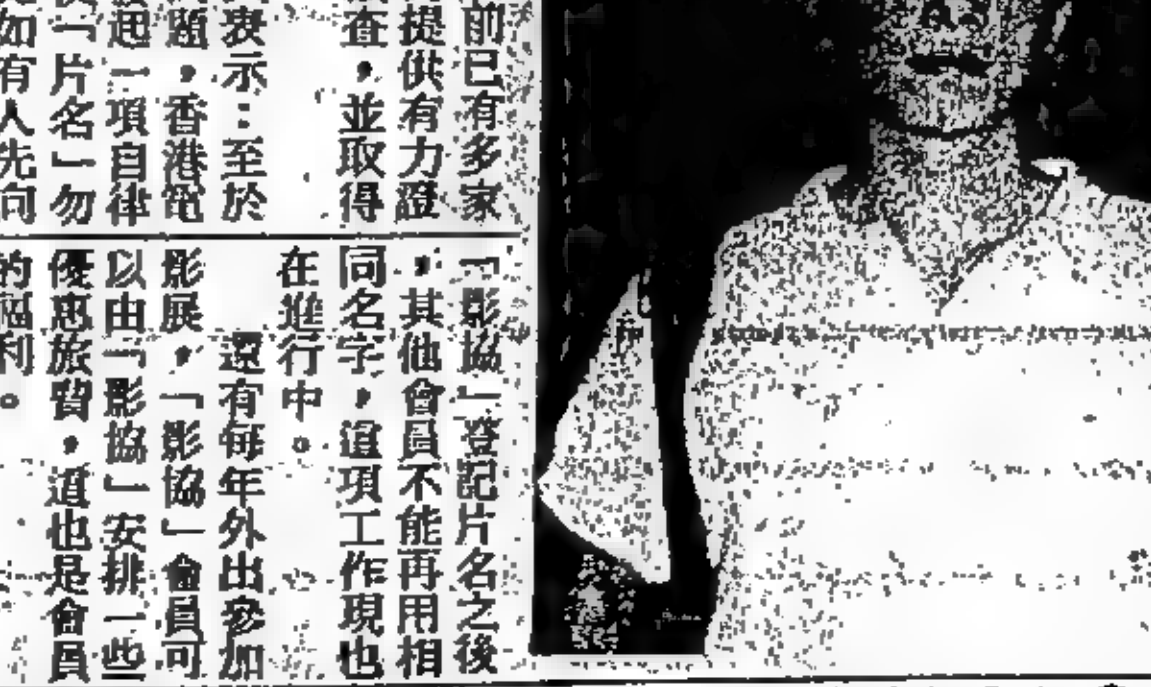 前已有多家
提供有力證
查，並取得
表示：至於
題，香港電
起一項自律
「片名」勿
如有人先向
「影協」登記片名之後
，其他會員不能再用相
同名字，這項工作現也
在進行中。
還有每年外出參加
影展，「影協」會員可
以由「影協」安排一些
優惠旅費，這也是會員
的福利。